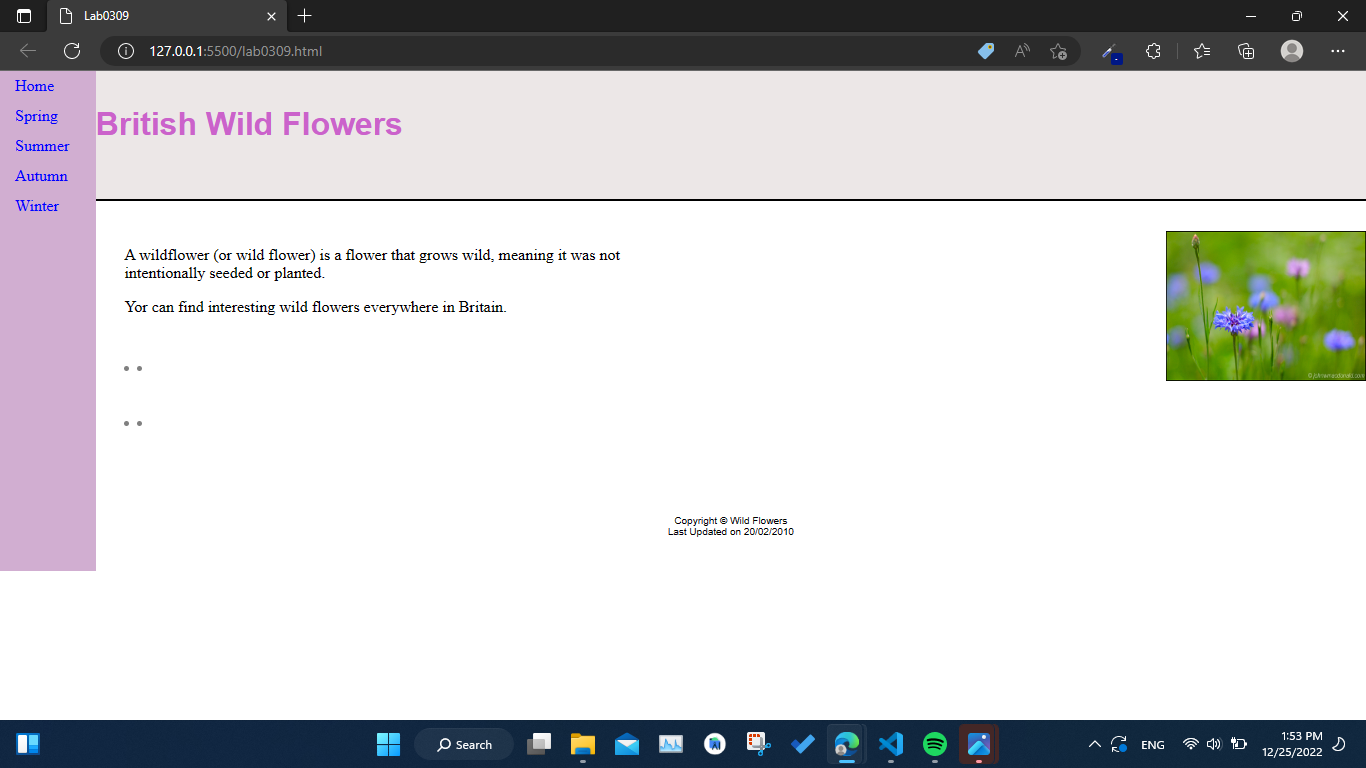 Lab0309
127.0.0.1:5500/lab0309.html
Home
Spring
Summer
Autumn
Winter
British Wild Flowers
A wildflower (or wild flower) is a flower that grows wild, meaning it was not
intentionally seeded or planted.
Yor can find interesting wild flowers everywhere in Britain.
Copyright © Wild Flowers
Last Updated on 20/02/2010
Search
ENG
1:53 PM
12/25/2022